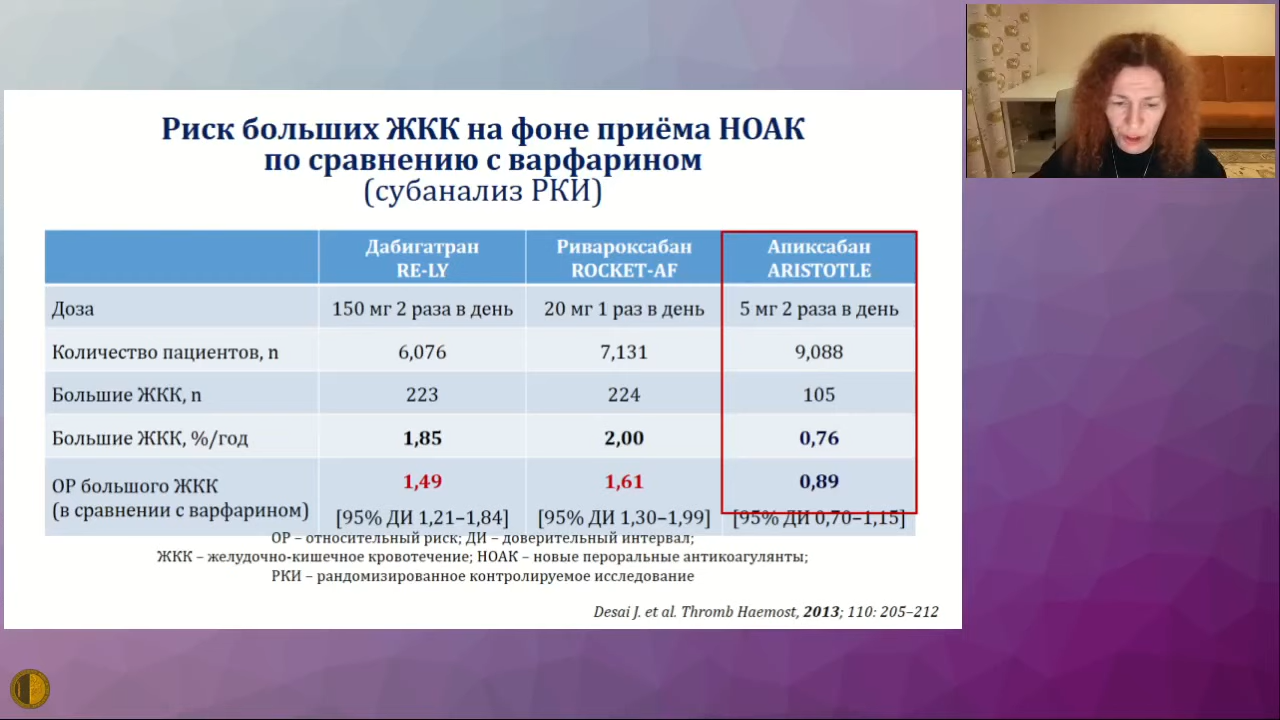 Риск больших ЖКК на фоне приёма НОАК
по сравнению с варфарином
(субанализ РКИ)
Дабигатран RE-LY
Ривароксабан ROCKET-AF
Апиксабан ARISTOTLE
Доза 150 мг 2 раза в день 20 мг 1 раз в день 5 мг 2 раза в день
Количество пациентов, n 6,076 7,131 9,088
Большие ЖКК, n 223 224 105
Большие ЖКК, %/год 1,85 2,00 0,76
ОР большого ЖКК
(в сравнении с варфарином)
1,49 1,61 0,89
[95% ДИ 1,21–1,84] [95% ДИ 1,30–1,99] [95% ДИ 0,70–1,15]
ОР – относительный риск; ДИ – доверительный интервал;
ЖКК – желудочно-кишечное кровотечение; НОАК – новые пероральные антикоагулянты;
РКИ – рандомизированное контролируемое исследование
Desai J. et al. Thromb Haemost, 2013; 110: 205–212